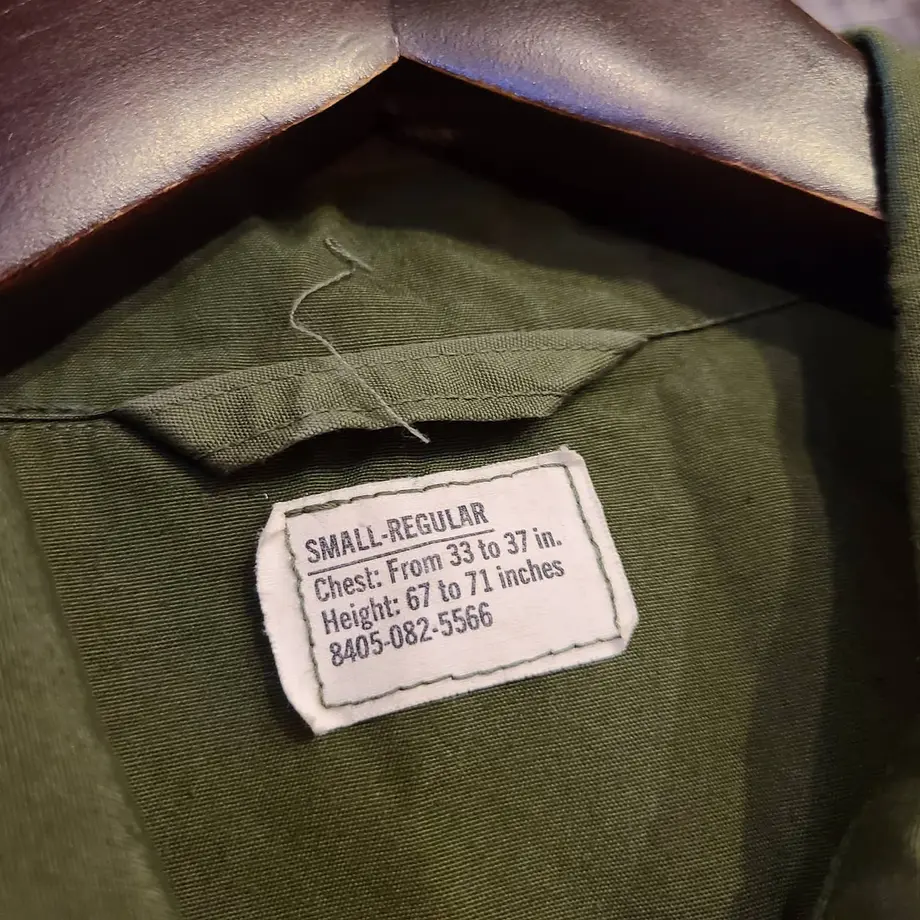 SMALL-REGULAR
Chest: From 33 to 37 in.
Height: 67 to 71 inches
8405-082-5566